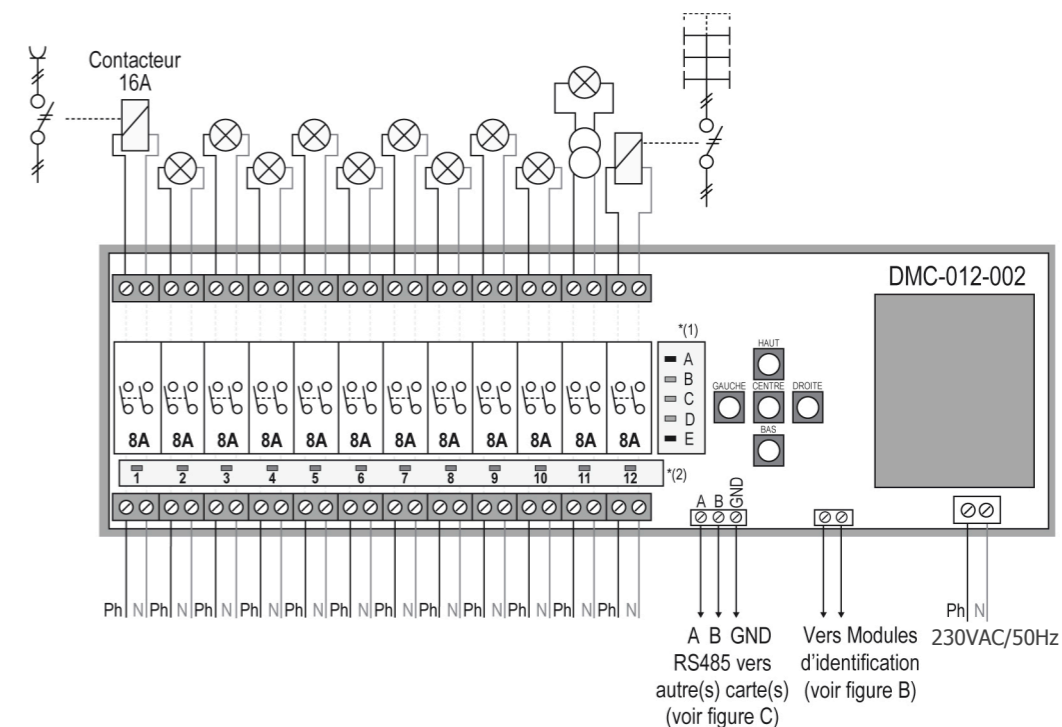 Contacteur
16A
DMC-012-002
*(1)
A
B
C
D
E
HAUT
GAUCHE CENTRE DROITE
BAS
8A 8A 8A 8A 8A 8A 8A 8A 8A 8A 8A 8A
1 2 3 4 5 6 7 8 9 10 11 12 *(2)
A B GND
Ph N Ph N Ph N Ph N Ph N Ph N Ph N Ph N Ph N Ph N Ph N Ph N
Ph N
230VAC/50Hz
A B GND
RS485 vers
autre(s) carte(s)
(voir figure C)
Vers Modules
d'identification
(voir figure B)